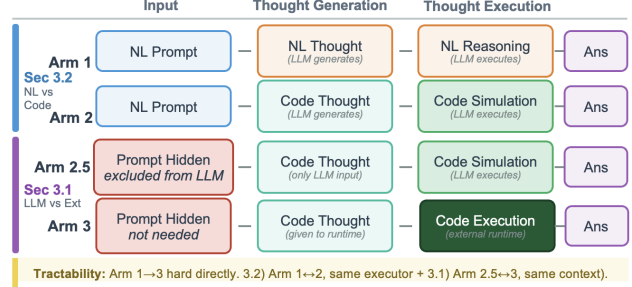 Input Thought Generation Thought Execution
Arm 1
NL Prompt
NL Thought
(LLM generates)
NL Reasoning
(LLM executes)
Ans
Sec 3.2
NL vs
Code
Arm 2
NL Prompt
Code Thought
(LLM generates)
Code Simulation
(LLM executes)
Ans
Arm 2.5
Prompt Hidden
excluded from LLM
Code Thought
(only LLM input)
Code Simulation
(LLM executes)
Ans
Sec 3.1
LLM vs Ext
Arm 3
Prompt Hidden
not needed
Code Thought
(given to runtime)
Code Execution
(external runtime)
Ans
Tractability: Arm 1→3 hard directly. 3.2) Arm 1↔2, same executor + 3.1) Arm 2.5↔3, same context).